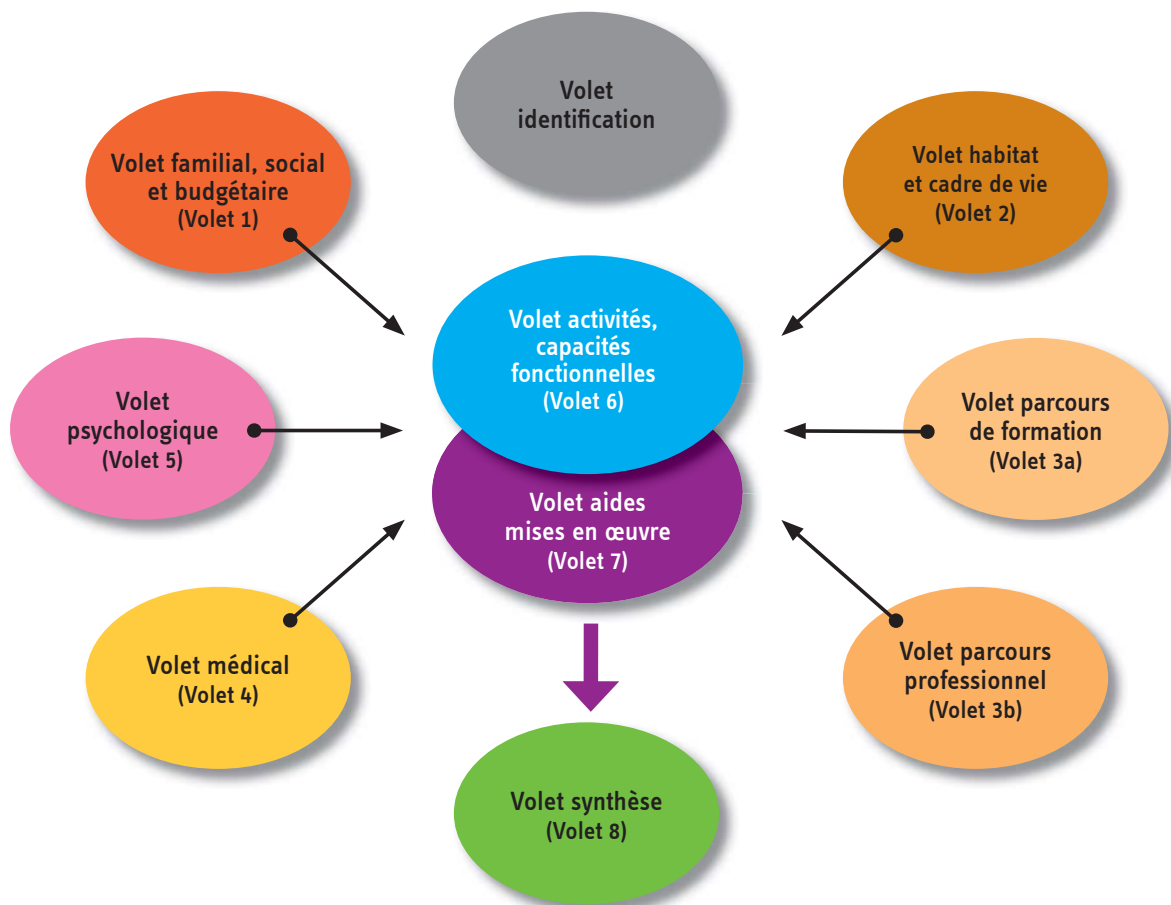 Volet
identification
Volet familial, social
et budgétaire
(Volet 1)
Volet habitat
et cadre de vie
(Volet 2)
Volet activités,
capacités
fonctionnelles
(Volet 6)
Volet
psychologique
(Volet 5)
Volet parcours
de formation
(Volet 3a)
Volet aides
mises en œuvre
(Volet 7)
Volet médical
(Volet 4)
Volet parcours
professionnel
(Volet 3b)
Volet synthèse
(Volet 8)